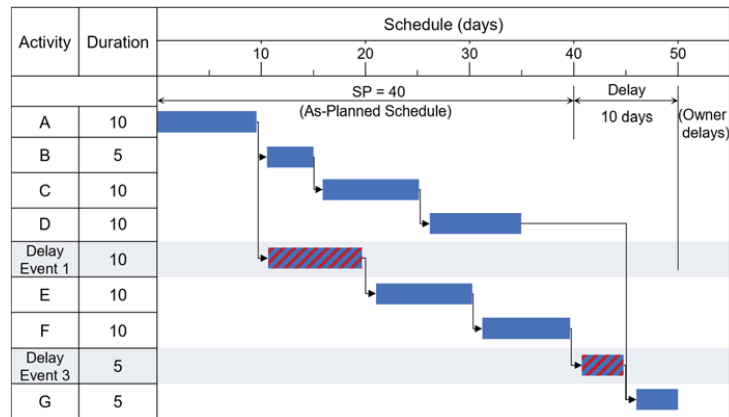 Activity
Duration
Schedule (days)
10 20 30 40 50
SP = 40
(As-Planned Schedule)
Delay
10 days
(Owner
delays)
A 10
B 5
C 10
D 10
Delay
Event 1
10
E 10
F 10
Delay
Event 3
5
G 5